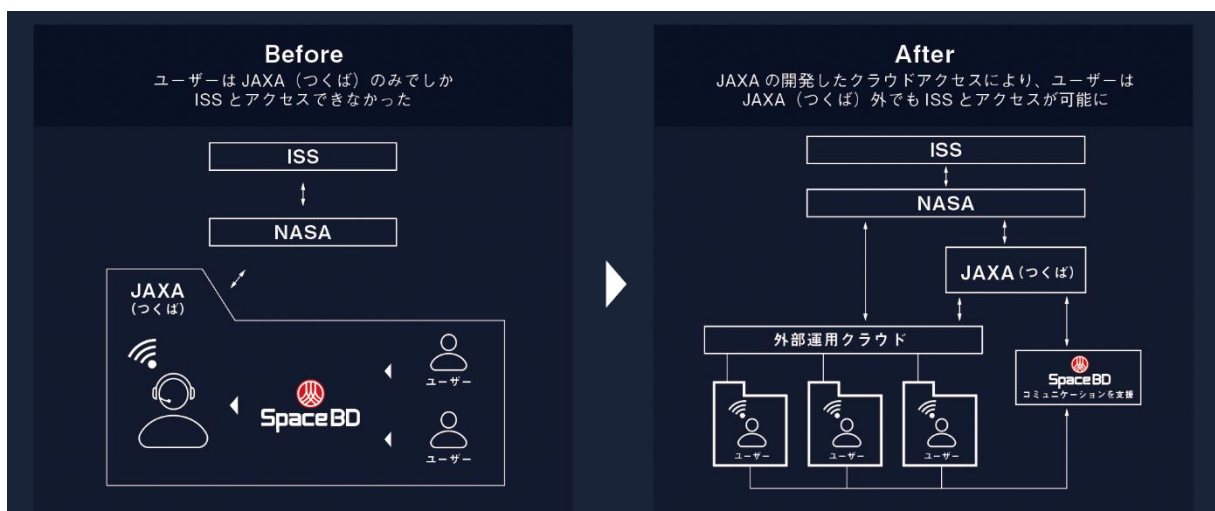 Before
ユーザーは JAXA（つくば）のみでしか
ISS とアクセスできなかった
ISS
NASA
JAXA
(つくば)
SpaceBD
ユーザー
ユーザー
After
JAXA の開発したクラウドアクセスにより、ユーザーは
JAXA（つくば）外でも ISS とアクセスが可能に
ISS
NASA
JAXA (つくば)
外部運用クラウド
SpaceBD
コミュニケーションを支援
ユーザー
ユーザー
ユーザー